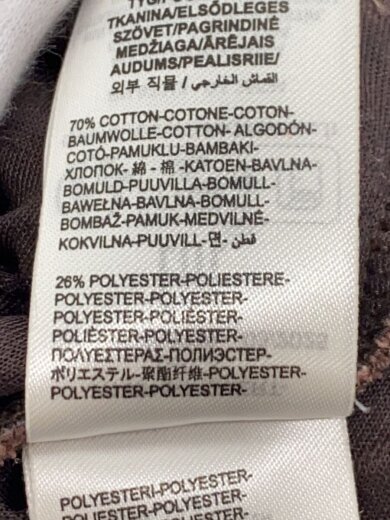 TKANINA/ELSŐDLEGES
SZÖVET/PAGRINDINĖ
MEDŽIAGA/ĀRĒJAIS
AUDUMS/PEALISRIIE/
외부 직물 / القماش الخارجي /
70% COTTON-COTONE-COTON-
BAUMWOLLE-COTTON- ALGODÓN-
COTÓ-PAMUKLU-BAMBAKI-
ХЛОПОК- 綿 - 棉 -KATOEN-BAVLNA-
BOMULD-PUUVILLA-BOMULL-
BAWEŁNA-BAVLNA-BOMULL-
BOMBAŽ-PAMUK-MEDVILNĖ-
KOKVILNA-PUUVILL-면- قطن -
26% POLYESTER-POLIESTERE-
POLYESTER-POLYESTER-
POLYESTER-POLIÉSTER-
POLIÈSTER-POLYESTER-
ΠΟΛΥΕΣΤΕΡΑΣ-ПОЛИЭСТЕР-
ポリエステル-聚酯纤维-POLYESTER-
POLYESTER-POLYESTER-
POLYESTERI-POLYESTER-
POLYESTER-POLYESTER-